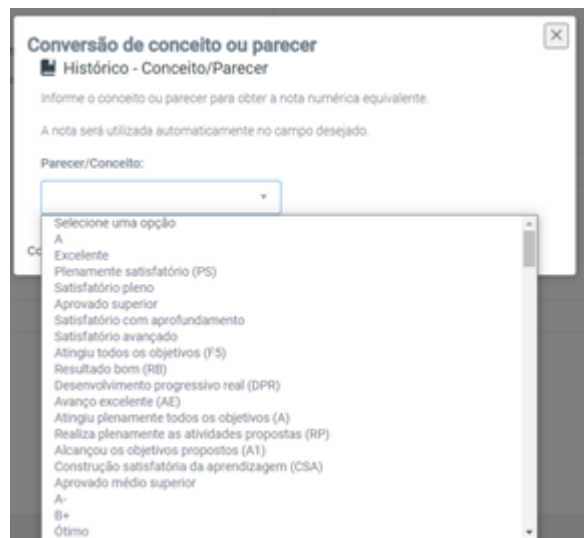 Conversão de conceito ou parecer
Histórico - Conceito/Parecer
Informe o conceito ou parecer para obter a nota numérica equivalente.
A nota será utilizada automaticamente no campo desejado.
Parecer/Conceito:
Selecione uma opção
A
Co
Excelente
Plenamente satisfatório (PS)
Satisfatório pleno
Aprovado superior
Satisfatório com aprofundamento
Satisfatório avançado
Atingiu todos os objetivos (F5)
Resultado bom (RB)
Desenvolvimento progressivo real (DPR)
Avanço excelente (AE)
Atingiu plenamente todos os objetivos (A)
Realiza plenamente as atividades propostas (RP)
Alcançou os objetivos propostos (A1)
Construção satisfatória da aprendizagem (CSA)
Aprovado médio superior
A-
B+
Ótimo